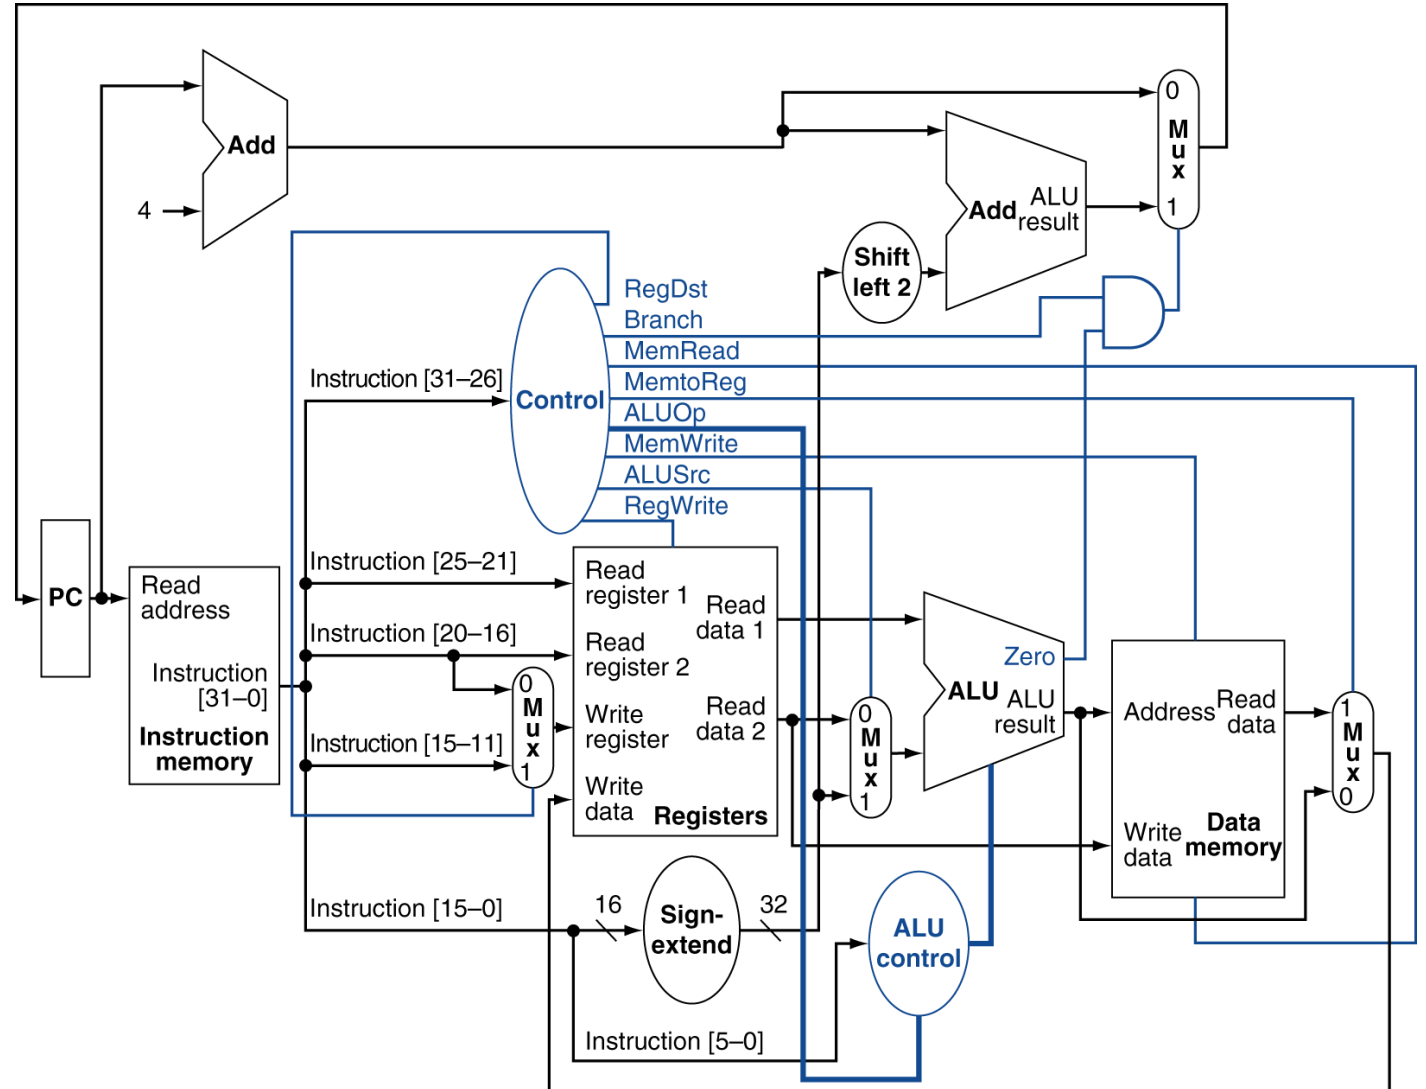 0
M
u
x
1
Add
4
Add
ALU
result
Shift
left 2
RegDst
Branch
MemRead
MemtoReg
ALUOp
MemWrite
ALUSrc
RegWrite
Control
Instruction [31–26]
Instruction [25–21]
Instruction [20–16]
Instruction [15–11]
Instruction [15–0]
Instruction [5–0]
PC
Read
address
Instruction
[31–0]
Instruction
memory
0
M
u
x
1
Read
register 1
Read
register 2
Write
register
Write
data
Read
data 1
Read
data 2
Registers
0
M
u
x
1
Zero
ALU
ALU
result
Address
Read
data
Write
data
Data
memory
1
M
u
x
0
16
Sign-
extend
32
ALU
control